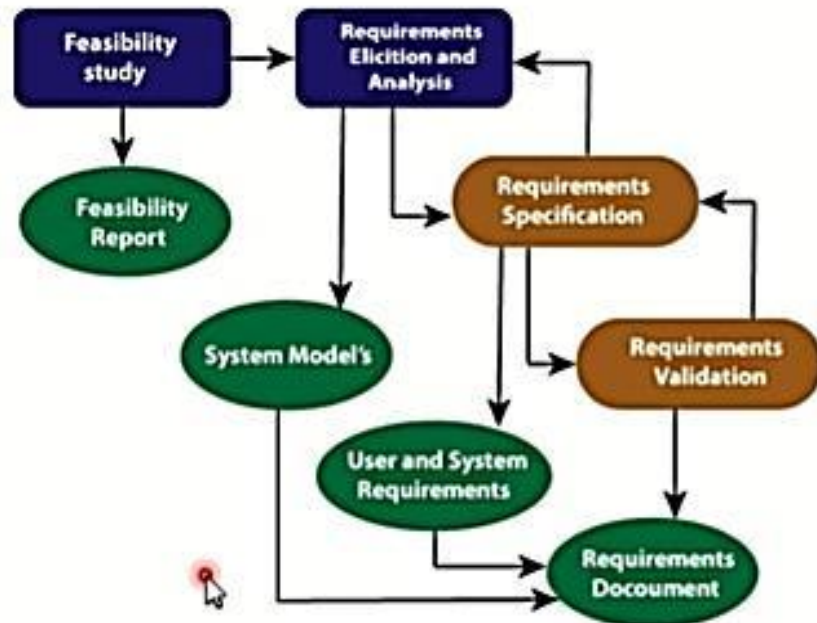 Feasibility
study
Requirements
Elicition and
Analysis
Feasibility
Report
Requirements
Specification
System Model's
Requirements
Validation
User and System
Requirements
Requirements
Docoument